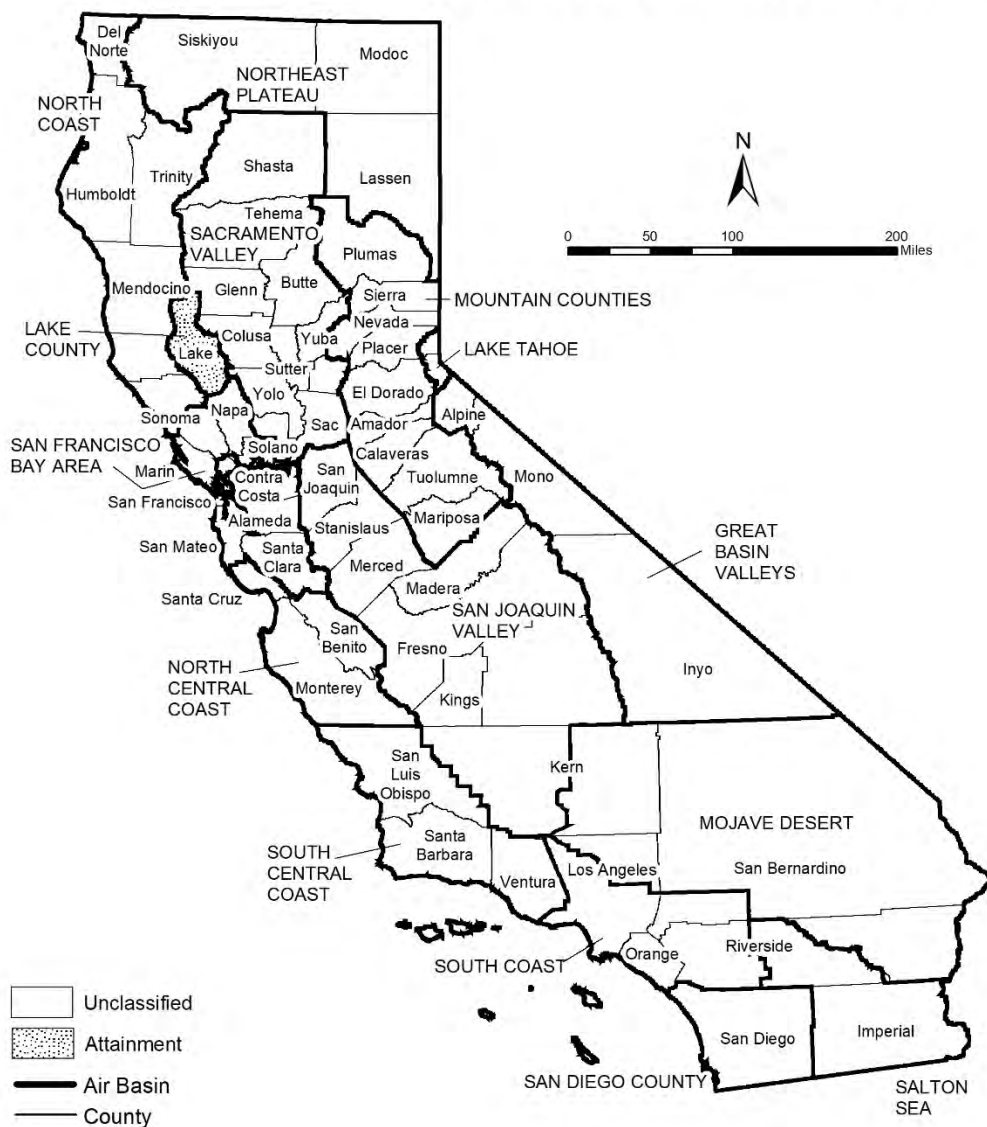 Del
Norte
Siskiyou
Modoc
NORTHEAST
PLATEAU
NORTH
COAST
N
Shasta
Trinity
Lassen
Humboldt
Tehema
SACRAMENTO
VALLEY
0 50 100 200
Miles
Plumas
Butte
Mendocino
Glenn
Sierra
MOUNTAIN COUNTIES
Nevada
LAKE
COUNTY
Colusa
Yuba
Placer
Lake
LAKE TAHOE
Sutter
Yolo
El Dorado
Napa
Alpine
Sonoma
Sac
Amador
Solano
Calaveras
SAN FRANCISCO
BAY AREA
Marin
Contra
Costa
San
Joaquin
Tuolumne
Mono
San Francisco
Alameda
Stanislaus
Mariposa
GREAT
BASIN
VALLEYS
San Mateo
Santa
Clara
Merced
Madera
Santa Cruz
SAN JOAQUIN
VALLEY
San
Benito
Fresno
NORTH
CENTRAL
COAST
Inyo
Monterey
Kings
San
Luis
Obispo
Kern
MOJAVE DESERT
SOUTH
CENTRAL
COAST
Santa
Barbara
Los Angeles
San Bernardino
Ventura
SOUTH COAST
Orange
Riverside
Unclassified
Attainment
Air Basin
County
San Diego
Imperial
SAN DIEGO COUNTY
SALTON
SEA